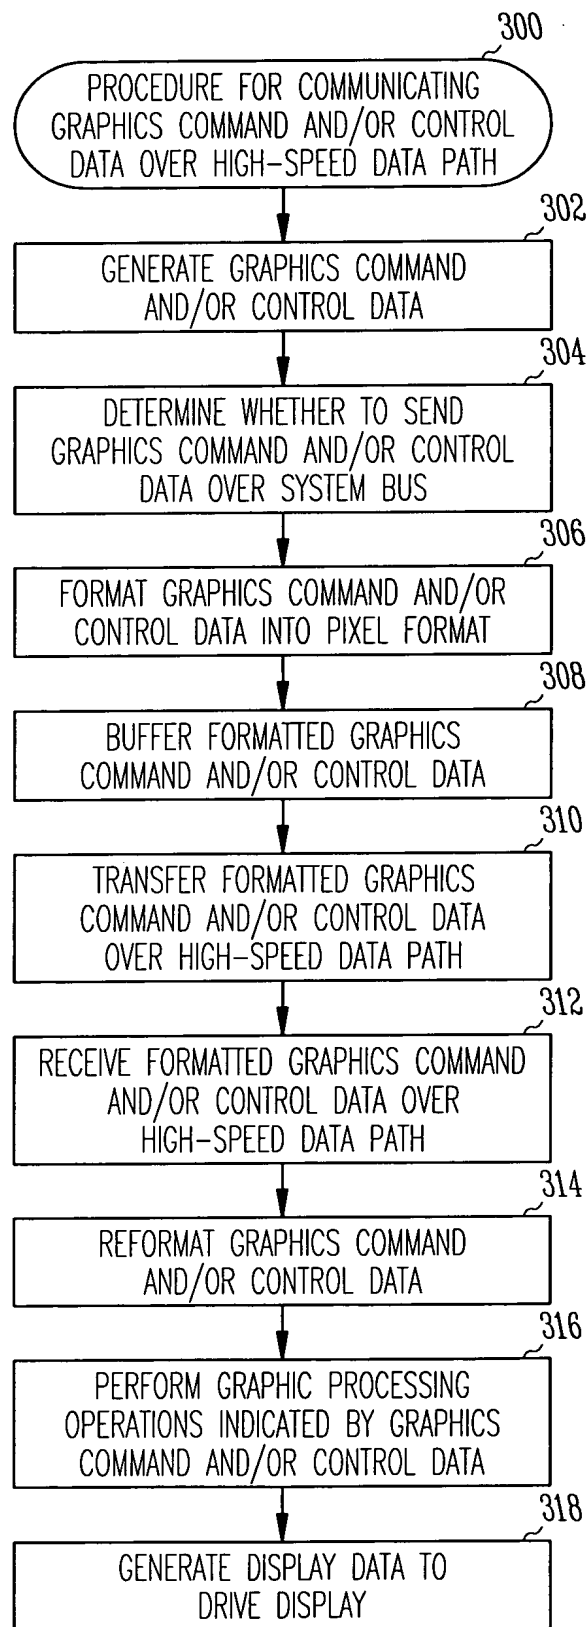 300
PROCEDURE FOR COMMUNICATING
GRAPHICS COMMAND AND/OR CONTROL
DATA OVER HIGH-SPEED DATA PATH
302
GENERATE GRAPHICS COMMAND
AND/OR CONTROL DATA
304
DETERMINE WHETHER TO SEND
GRAPHICS COMMAND AND/OR CONTROL
DATA OVER SYSTEM BUS
306
FORMAT GRAPHICS COMMAND AND/OR
CONTROL DATA INTO PIXEL FORMAT
308
BUFFER FORMATTED GRAPHICS
COMMAND AND/OR CONTROL DATA
310
TRANSFER FORMATTED GRAPHICS
COMMAND AND/OR CONTROL DATA
OVER HIGH-SPEED DATA PATH
312
RECEIVE FORMATTED GRAPHICS COMMAND
AND/OR CONTROL DATA OVER
HIGH-SPEED DATA PATH
314
REFORMAT GRAPHICS COMMAND
AND/OR CONTROL DATA
316
PERFORM GRAPHIC PROCESSING
OPERATIONS INDICATED BY GRAPHICS
COMMAND AND/OR CONTROL DATA
318
GENERATE DISPLAY DATA TO
DRIVE DISPLAY